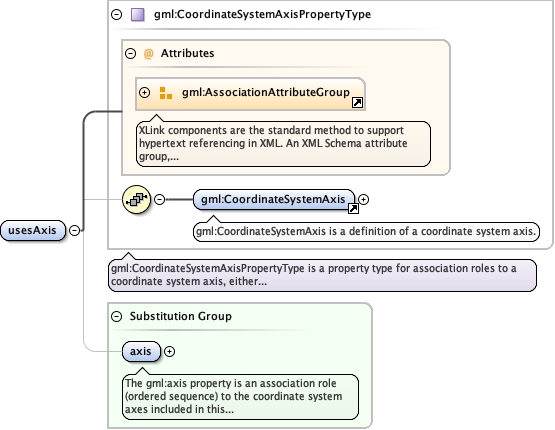 gml:CoordinateSystemAxisPropertyType
@ Attributes
gml:AssociationAttributeGroup
XLink components are the standard method to support
hypertext referencing in XML. An XML Schema attribute
group,...
gml:CoordinateSystemAxis
gml:CoordinateSystemAxis is a definition of a coordinate system axis.
usesAxis
gml:CoordinateSystemAxisPropertyType is a property type for association roles to a
coordinate system axis, either...
Substitution Group
axis
The gml:axis property is an association role
(ordered sequence) to the coordinate system
axes included in this...